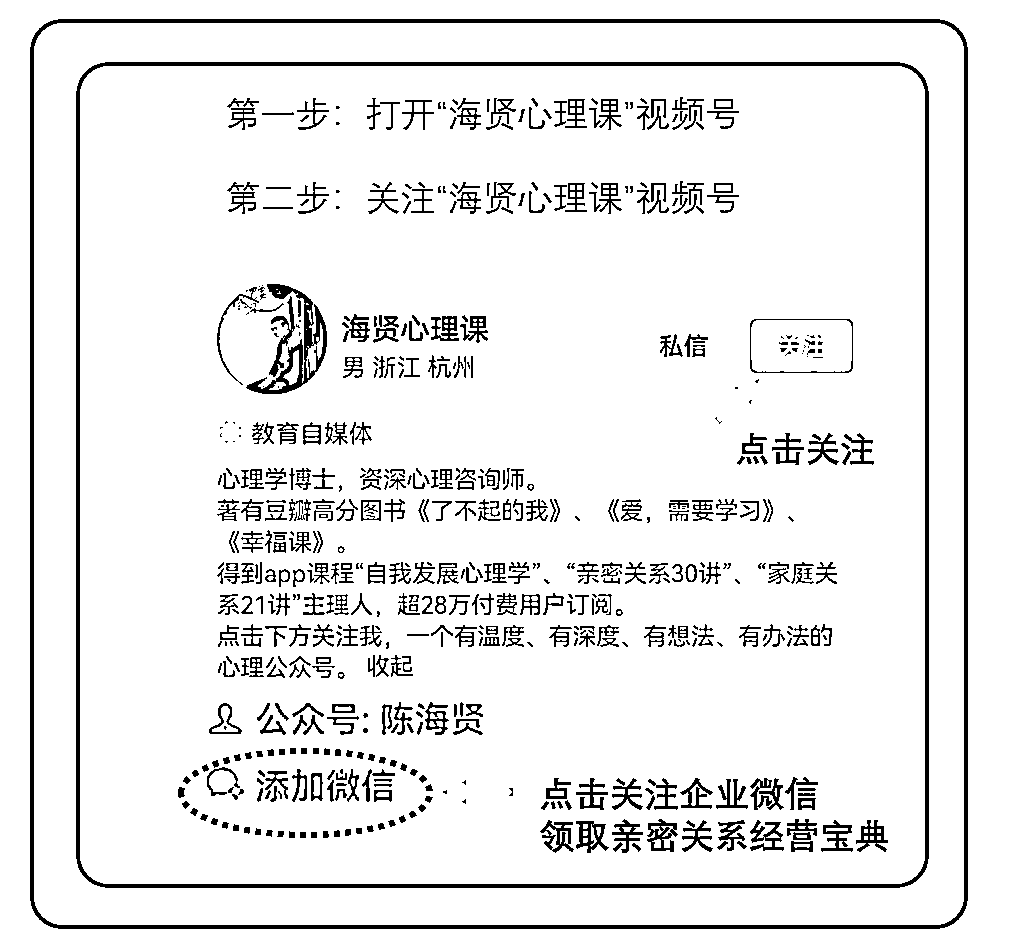 第一步：打开“海贤心理课”视频号
第二步：关注“海贤心理课”视频号
海贤心理课
男 浙江 杭州
私信
关注
点击关注
教育自媒体
心理学博士，资深心理咨询师。
著有豆瓣高分图书《了不起的我》、《爱，需要学习》、
《幸福课》。
得到app课程“自我发展心理学”、“亲密关系30讲”、“家庭关
系21讲”主理人，超28万付费用户订阅。
点击下方关注我，一个有温度、有深度、有想法、有办法的
心理公众号。 收起
公众号: 陈海贤
添加微信
点击关注企业微信
领取亲密关系经营宝典